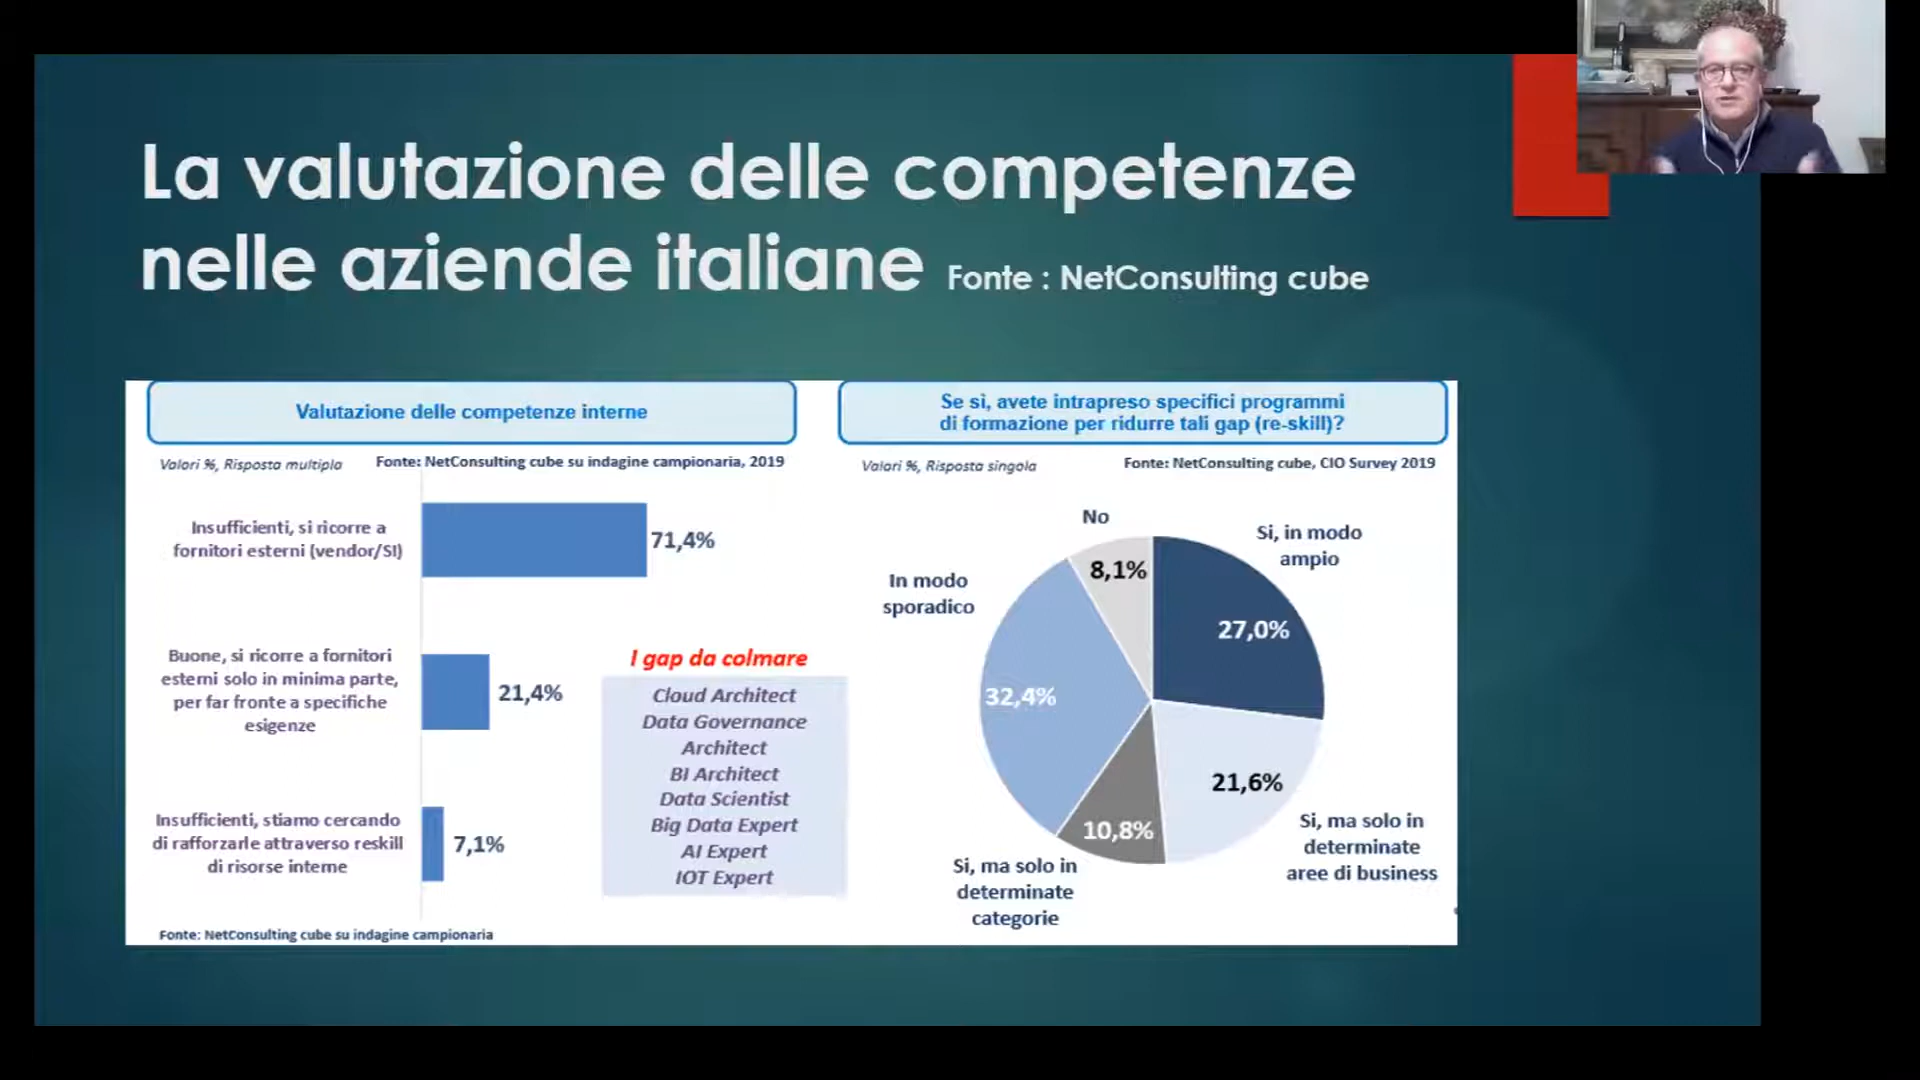 La valutazione delle competenze
nelle aziende italiane Fonte : NetConsulting cube
Valutazione delle competenze interne
Valori %, Risposta multipla
Fonte: NetConsulting cube su indagine campionaria, 2019
Insufficienti, si ricorre a
fornitori esterni (vendor/SI)
71,4%
Buone, si ricorre a fornitori
esterni solo in minima parte,
per far fronte a specifiche
esigenze
21,4%
Insufficienti, stiamo cercando
di rafforzarle attraverso reskill
di risorse interne
7,1%
I gap da colmare
Cloud Architect
Data Governance
Architect
BI Architect
Data Scientist
Big Data Expert
AI Expert
IOT Expert
Fonte: NetConsulting cube su indagine campionaria
Se sì, avete intrapreso specifici programmi
di formazione per ridurre tali gap (re-skill)?
Valori %, Risposta singola
Fonte: NetConsulting cube, CIO Survey 2019
No
8,1%
Si, in modo
ampio
27,0%
In modo
sporadico
32,4%
21,6%
Si, ma solo in
determinate
aree di business
10,8%
Si, ma solo in
determinate
categorie